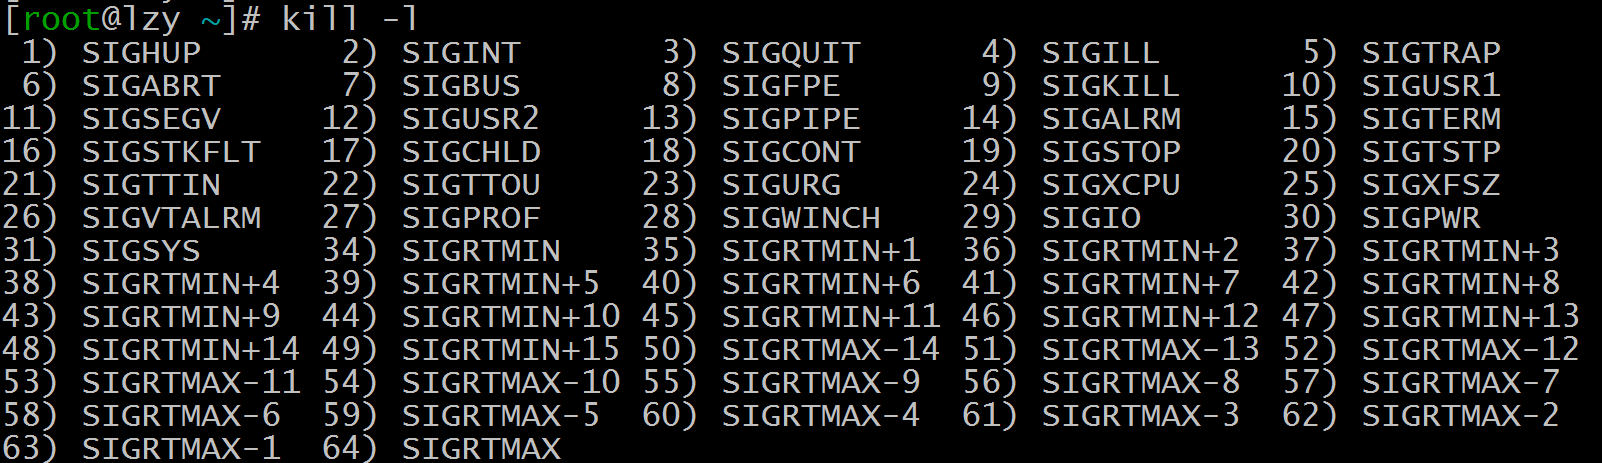 [root@lzy ~]# kill -l
 1) SIGHUP       2) SIGINT       3) SIGQUIT      4) SIGILL       5) SIGTRAP
 6) SIGABRT      7) SIGBUS       8) SIGFPE       9) SIGKILL     10) SIGUSR1
11) SIGSEGV     12) SIGUSR2     13) SIGPIPE     14) SIGALRM     15) SIGTERM
16) SIGSTKFLT   17) SIGCHLD     18) SIGCONT     19) SIGSTOP     20) SIGTSTP
21) SIGTTIN     22) SIGTTOU     23) SIGURG      24) SIGXCPU     25) SIGXFSZ
26) SIGVTALRM   27) SIGPROF     28) SIGWINCH    29) SIGIO       30) SIGPWR
31) SIGSYS      34) SIGRTMIN    35) SIGRTMIN+1  36) SIGRTMIN+2  37) SIGRTMIN+3
38) SIGRTMIN+4  39) SIGRTMIN+5  40) SIGRTMIN+6  41) SIGRTMIN+7  42) SIGRTMIN+8
43) SIGRTMIN+9  44) SIGRTMIN+10 45) SIGRTMIN+11 46) SIGRTMIN+12 47) SIGRTMIN+13
48) SIGRTMIN+14 49) SIGRTMIN+15 50) SIGRTMAX-14 51) SIGRTMAX-13 52) SIGRTMAX-12
53) SIGRTMAX-11 54) SIGRTMAX-10 55) SIGRTMAX-9  56) SIGRTMAX-8  57) SIGRTMAX-7
58) SIGRTMAX-6  59) SIGRTMAX-5  60) SIGRTMAX-4  61) SIGRTMAX-3  62) SIGRTMAX-2
63) SIGRTMAX-1  64) SIGRTMAX